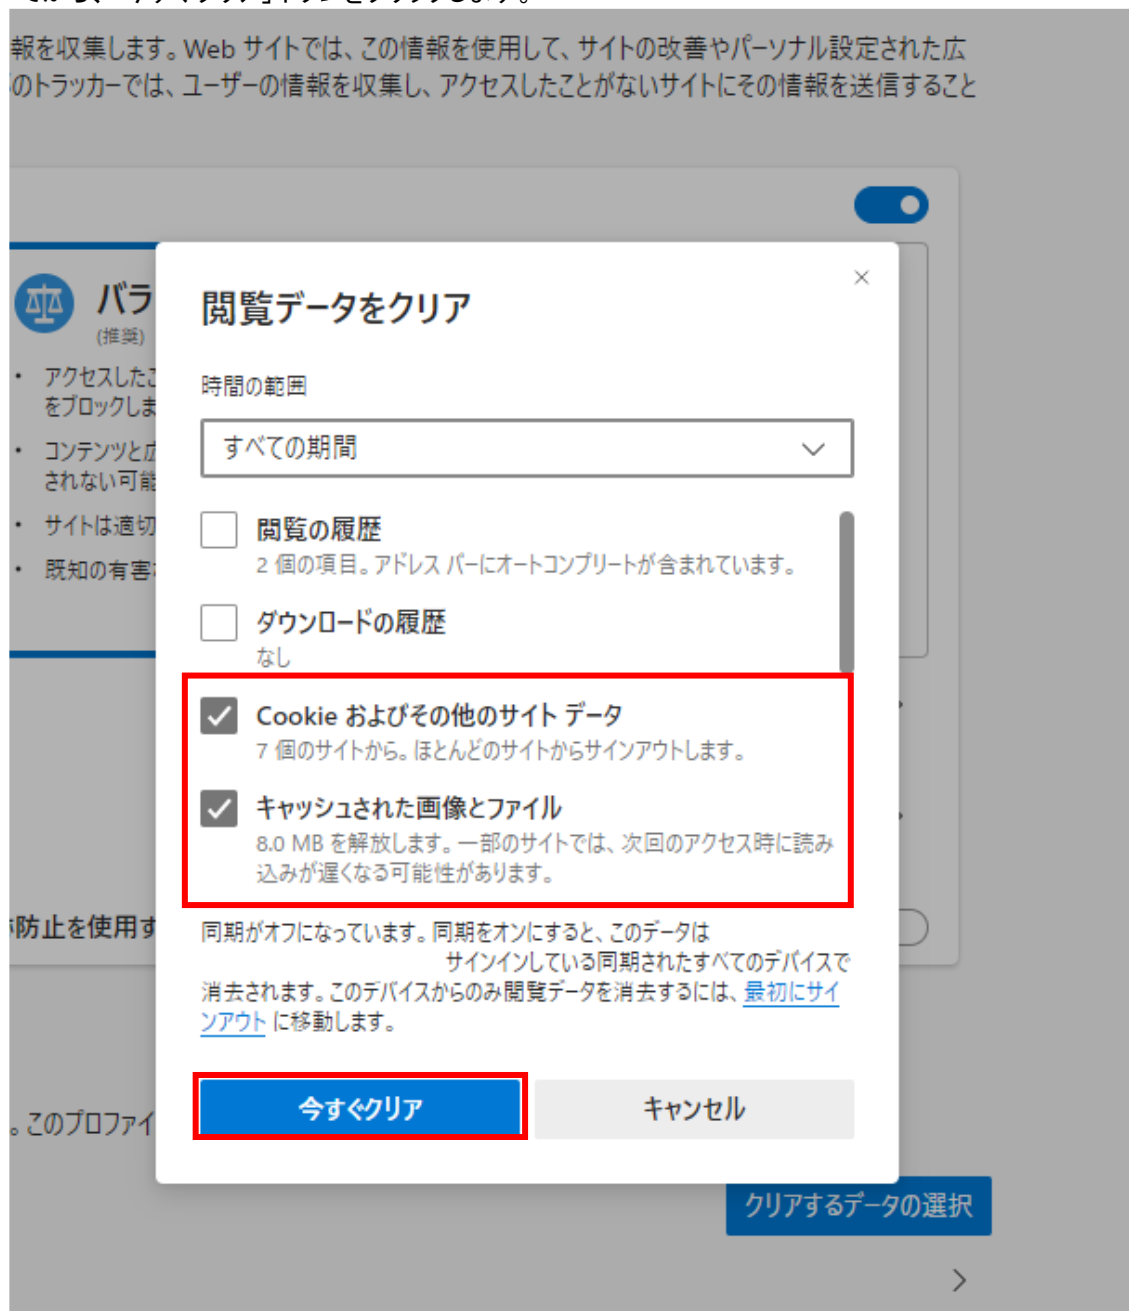 報を収集します。Web サイトでは、この情報を使用して、サイトの改善やパーソナル設定された広
のトラッカーでは、ユーザーの情報を収集し、アクセスしたことがないサイトにその情報を送信すること
バラ
(推奨)
• アクセスしたこ
をブロックしま
• コンテンツと広
されない可能
• サイトは適切
• 既知の有害
閲覧データをクリア
時間の範囲
すべての期間
閲覧の履歴
2 個の項目。アドレス バーにオートコンプリートが含まれています。
ダウンロードの履歴
なし
Cookie およびその他のサイト データ
7 個のサイトから。ほとんどのサイトからサインアウトします。
キャッシュされた画像とファイル
8.0 MB を解放します。一部のサイトでは、次回のアクセス時に読み
込みが遅くなる可能性があります。
防止を使用す
同期がオフになっています。同期をオンにすると、このデータは
サインインしている同期されたすべてのデバイスで
消去されます。このデバイスからのみ閲覧データを消去するには、最初にサイ
ンアウト に移動します。
今すぐクリア
キャンセル
。このプロファイ
クリアするデータの選択